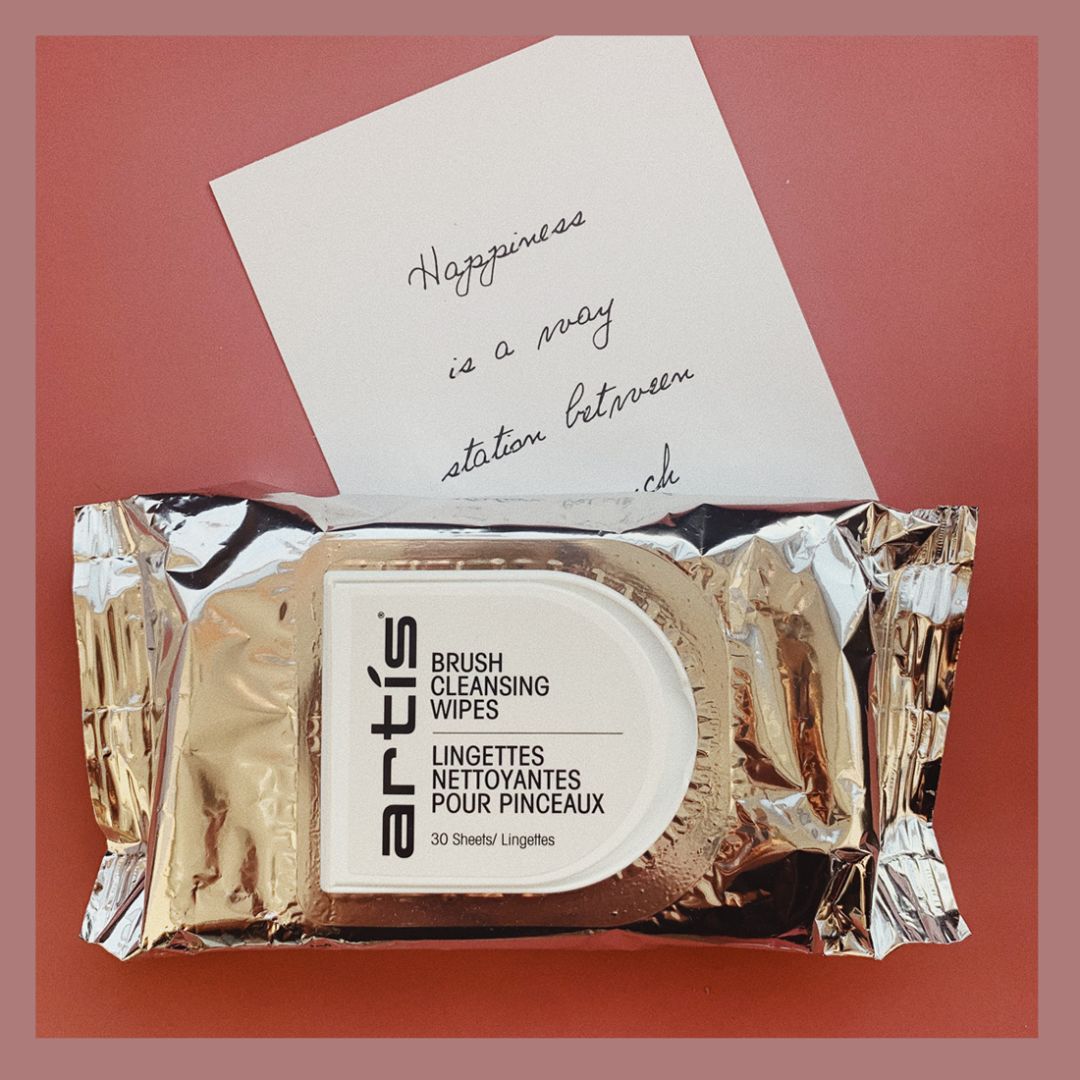 Happiness
is a way
station between
artís®
BRUSH
CLEANSING
WIPES
LINGETTES
NETTOYANTES
POUR PINCEAUX
30 Sheets/ Lingettes